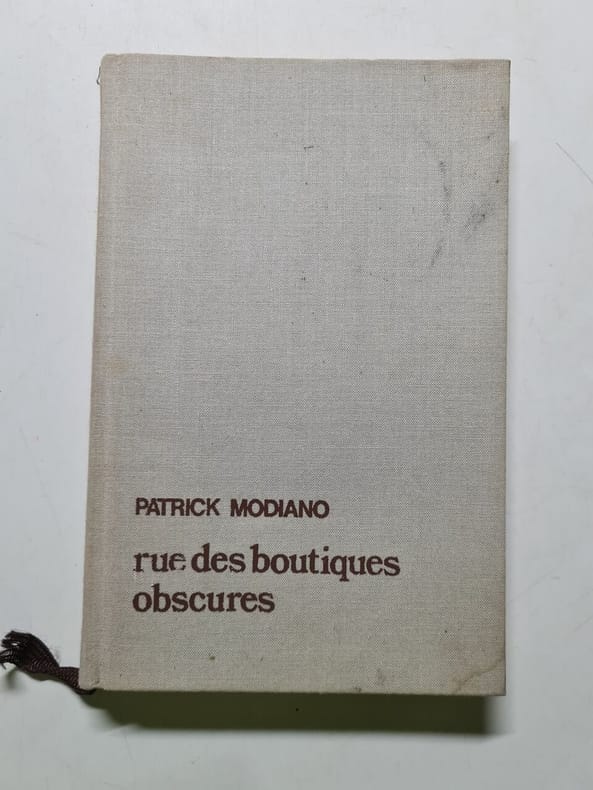 PATRICK MODIANO
rue des boutiques
obscures